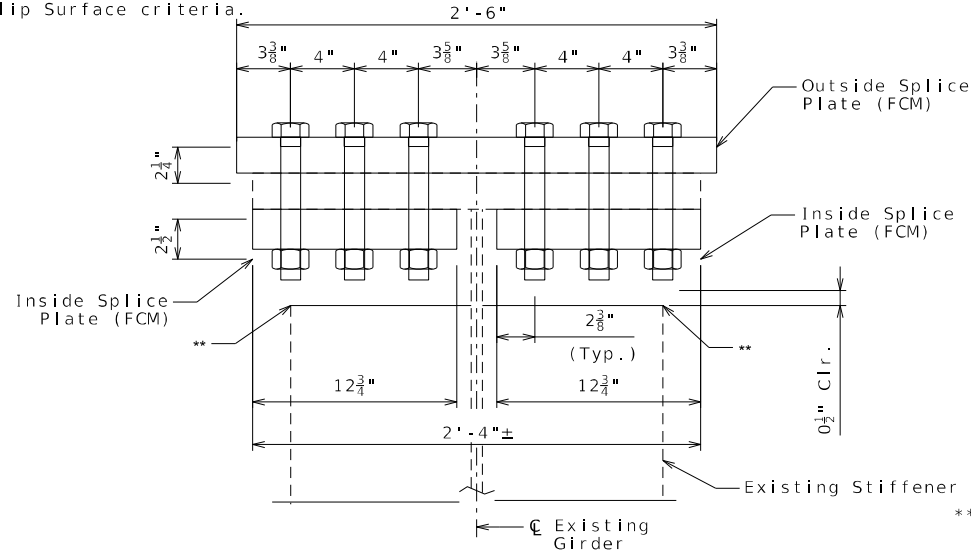 lip Surface criteria.
2'-6"
3 3/8" 4" 4" 3 5/8" 3 5/8" 4" 4" 3 3/8"
Outside Splice
Plate (FCM)
2 1/4"
2 1/2"
Inside Splice
Plate (FCM)
Inside Splice
Plate (FCM)
**
2 3/8"
(Typ.)
**
0 1/2" Clr.
12 3/4"
12 3/4"
2'-4"±
Existing Stiffener
**
℄ Existing
Girder